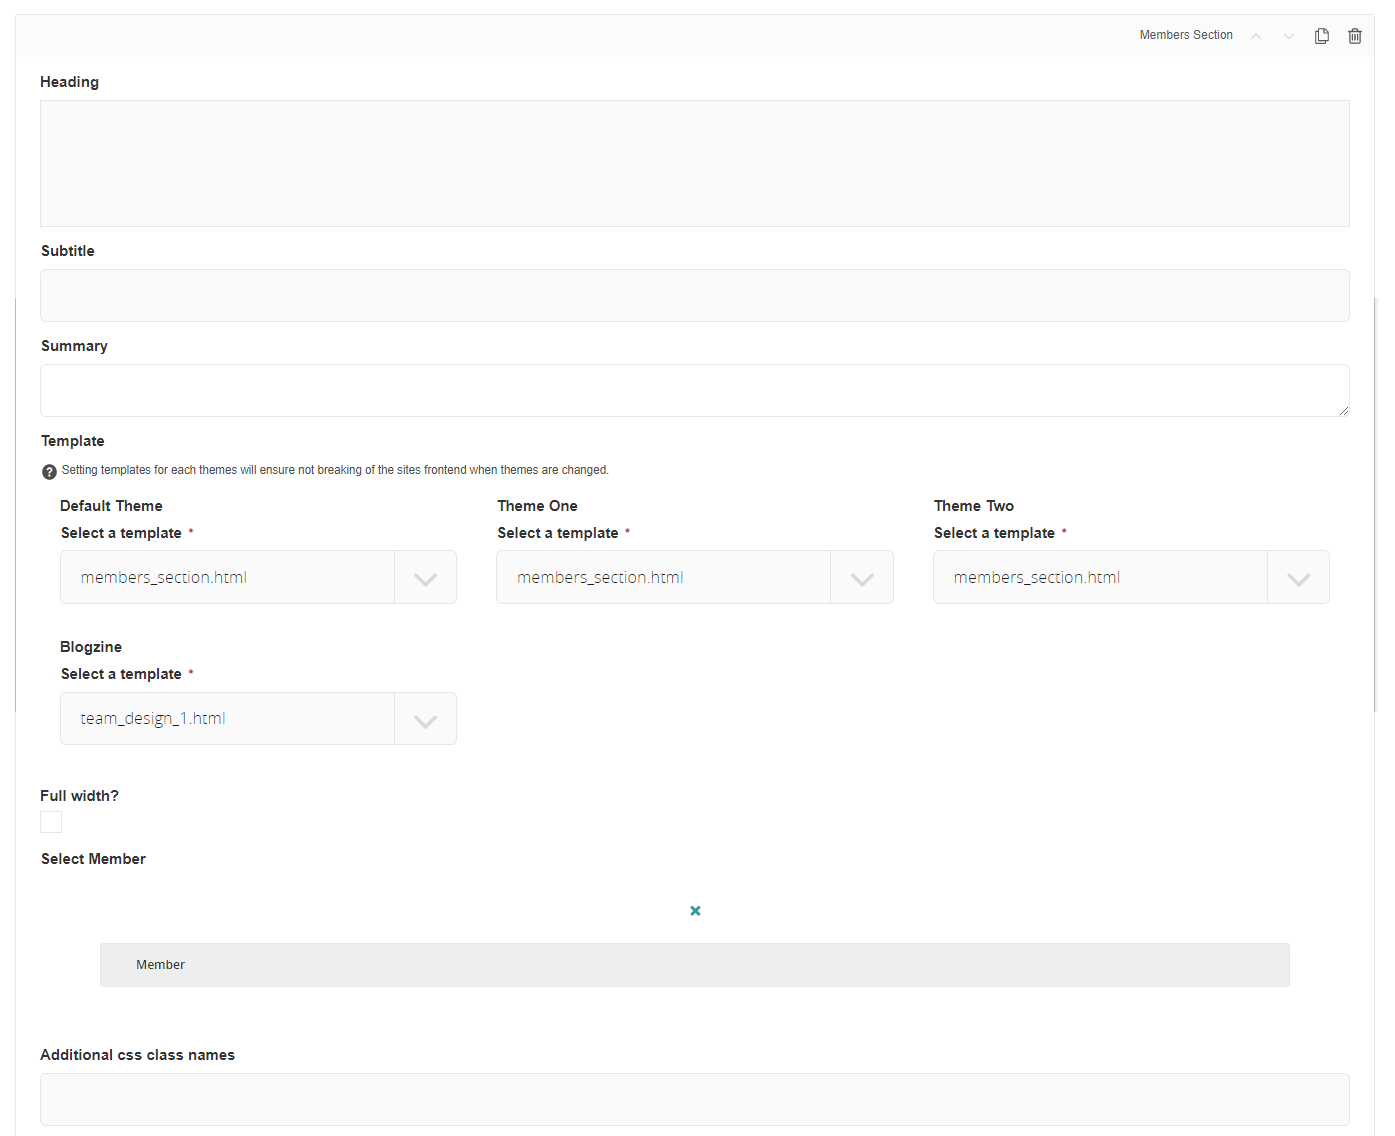 Members Section
Heading
Subtitle
Summary
Template
Setting templates for each themes will ensure not breaking of the sites frontend when themes are changed.
Default Theme
Select a template *
members_section.html
Theme One
Select a template *
members_section.html
Theme Two
Select a template *
members_section.html
Blogzine
Select a template *
team_design_1.html
Full width?
Select Member
Member
Additional css class names